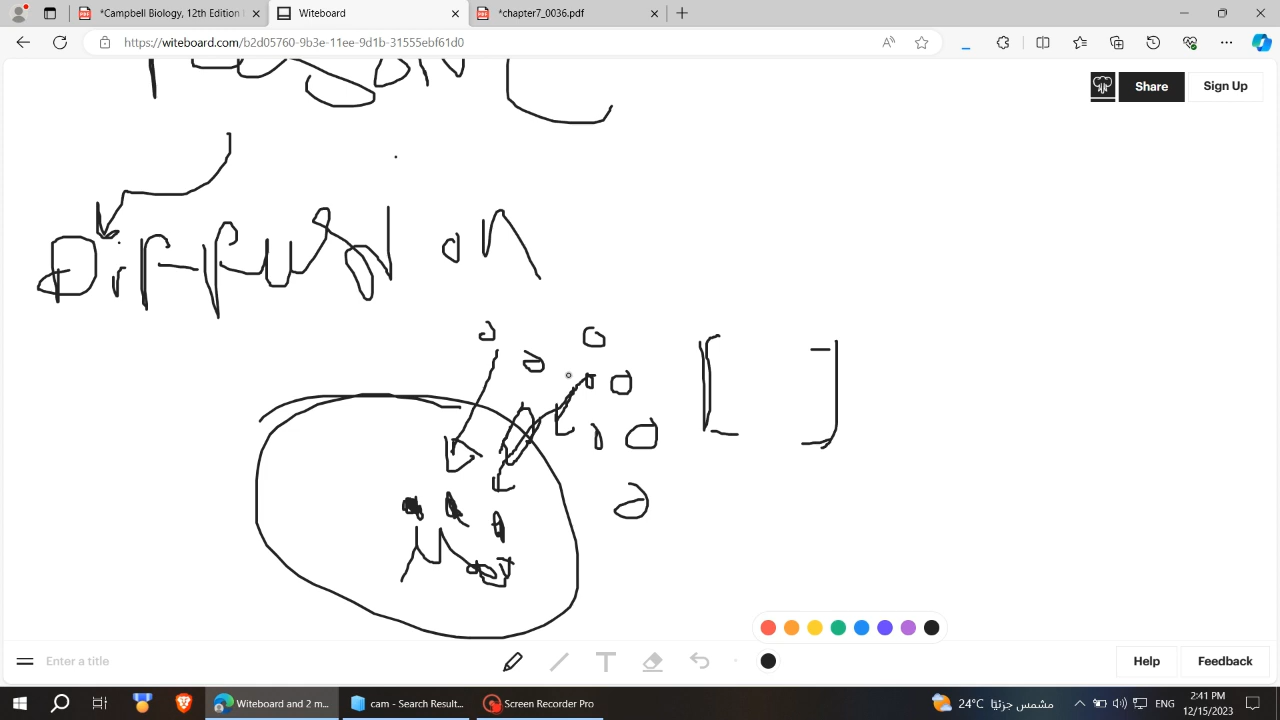 *Campbell Biology, 12th Edition
Witeboard
*chapter7_0036.pdf
https://witeboard.com/b2d05760-9b3e-11ee-9d1b-31555ebf61d0
Share
Sign Up
Diffusion
[ ]
Enter a title
Help
Feedback
Witeboard and 2 m...
cam - Search Result...
Screen Recorder Pro
24°C مشمس جزئيًا
ENG
2:41 PM
12/15/2023